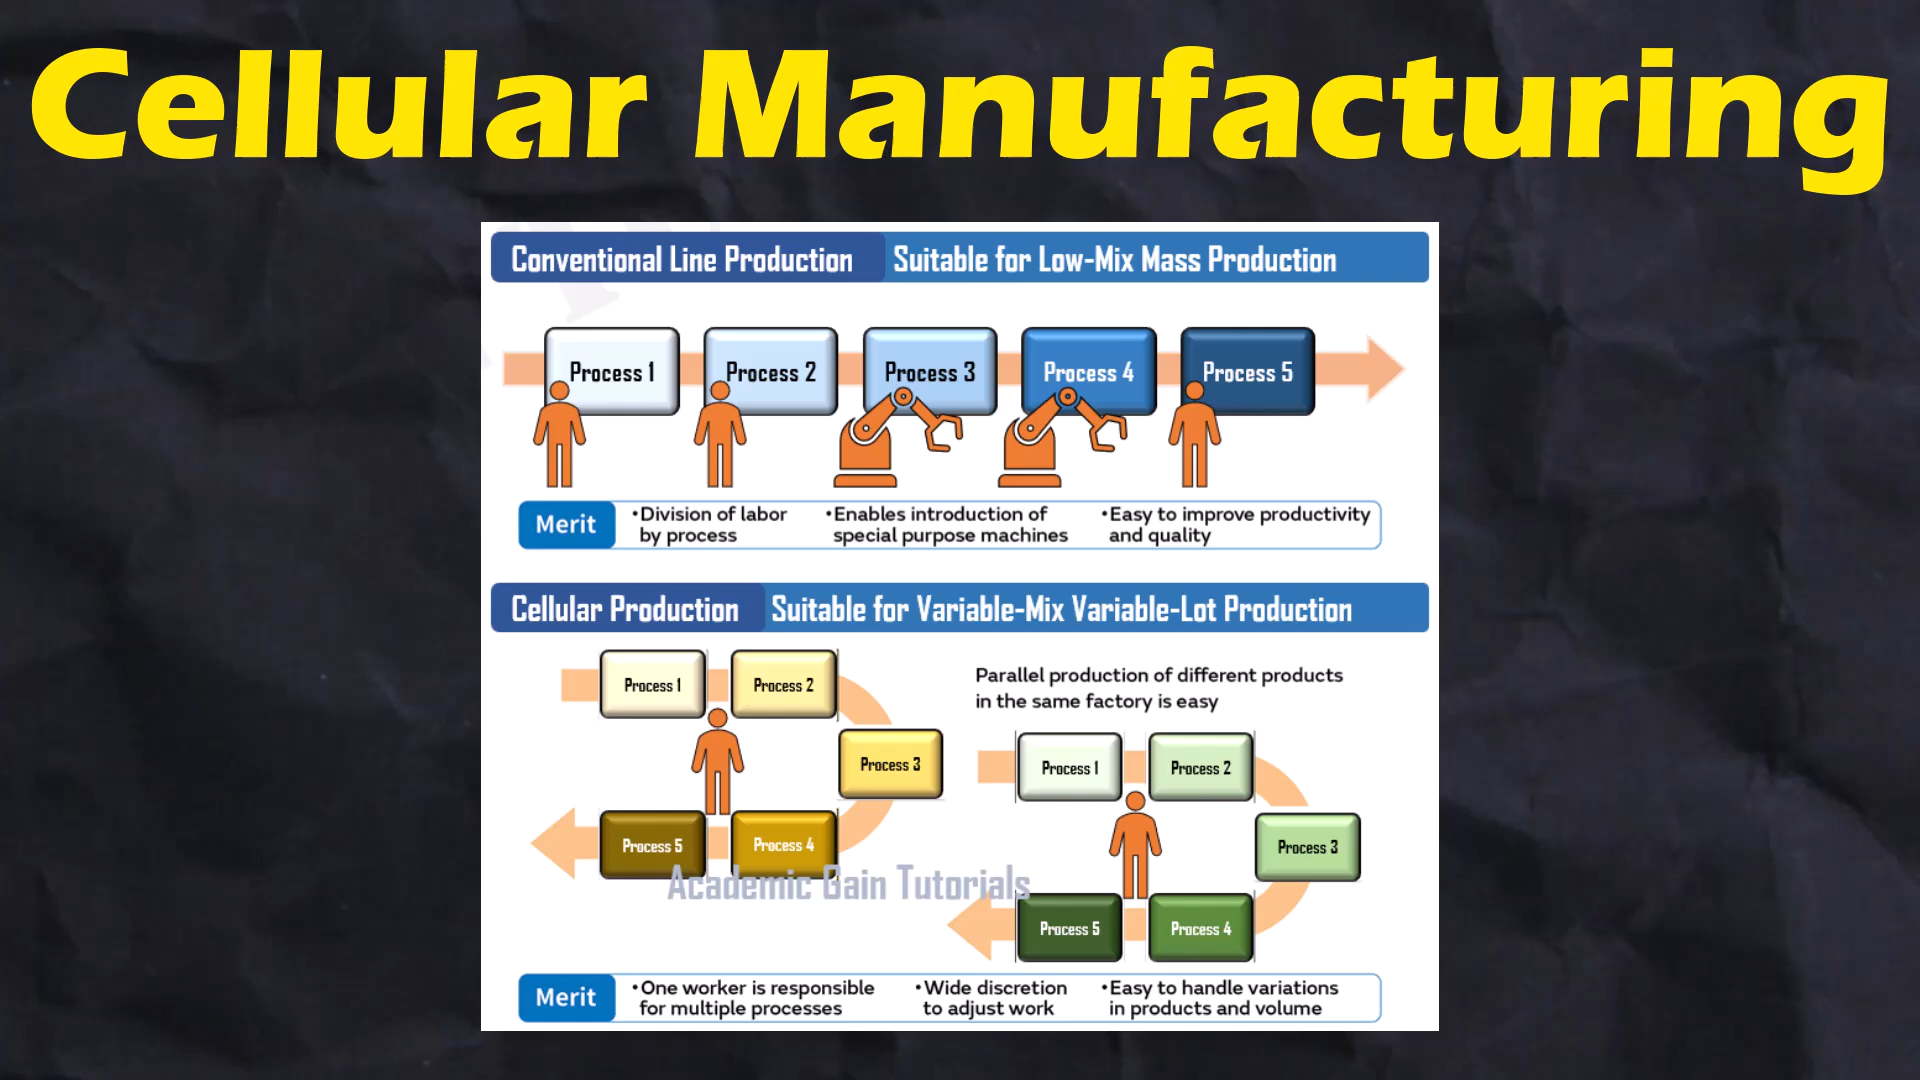 Cellular Manufacturing
Conventional Line Production
Suitable for Low-Mix Mass Production
Process 1
Process 2
Process 3
Process 4
Process 5
Merit
•Division of labor
by process
•Enables introduction of
special purpose machines
•Easy to improve productivity
and quality
Cellular Production
Suitable for Variable-Mix Variable-Lot Production
Process 1
Process 2
Process 3
Process 4
Process 5
Parallel production of different products
in the same factory is easy
Process 1
Process 2
Process 3
Process 4
Process 5
Academic Gain Tutorials
Merit
•One worker is responsible
for multiple processes
•Wide discretion
to adjust work
•Easy to handle variations
in products and volume